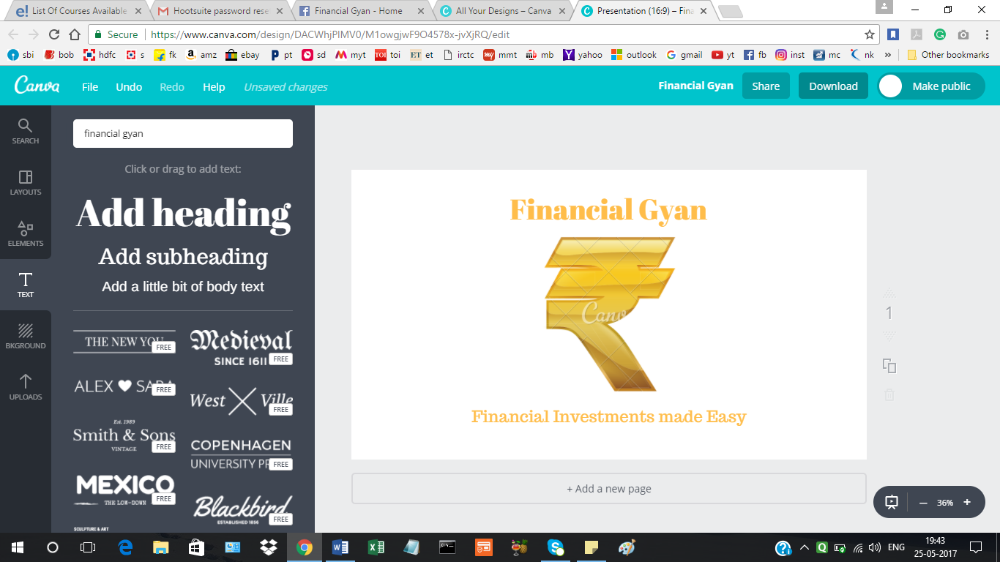 List Of Courses Available
Hootsuite password rese
Financial Gyan - Home
All Your Designs – Canva
Presentation (16:9) – Fina
Secure
https://www.canva.com/design/DACWhjPlMV0/M1owgjwF9O4578x-jvXjRQ/edit
sbi bob hdfc s fk amz ebay pt sd myt toi et irctc mmt mb yahoo outlook gmail yt fb inst mc nk » Other bookmarks
Canva File Undo Redo Help Unsaved changes Financial Gyan Share Download Make public
SEARCH
LAYOUTS
ELEMENTS
TEXT
BKGROUND
UPLOADS
financial gyan
Click or drag to add text:
Add heading
Add subheading
Add a little bit of body text
THE NEW YOU
FREE
Medieval
SINCE 1611
FREE
ALEX SARA
FREE
West Ville
FREE
Est. 1989
Smith & Sons
VINTAGE
FREE
COPENHAGEN
UNIVERSITY PR
FREE
MEXICO
THE LOW-DOWN
FREE
Blackbird
ESTABLISHED 1856
FREE
SCULPTURE & ART
Financial Gyan
Canv
Financial Investments made Easy
1
+ Add a new page
36%
ENG
19:43
25-05-2017